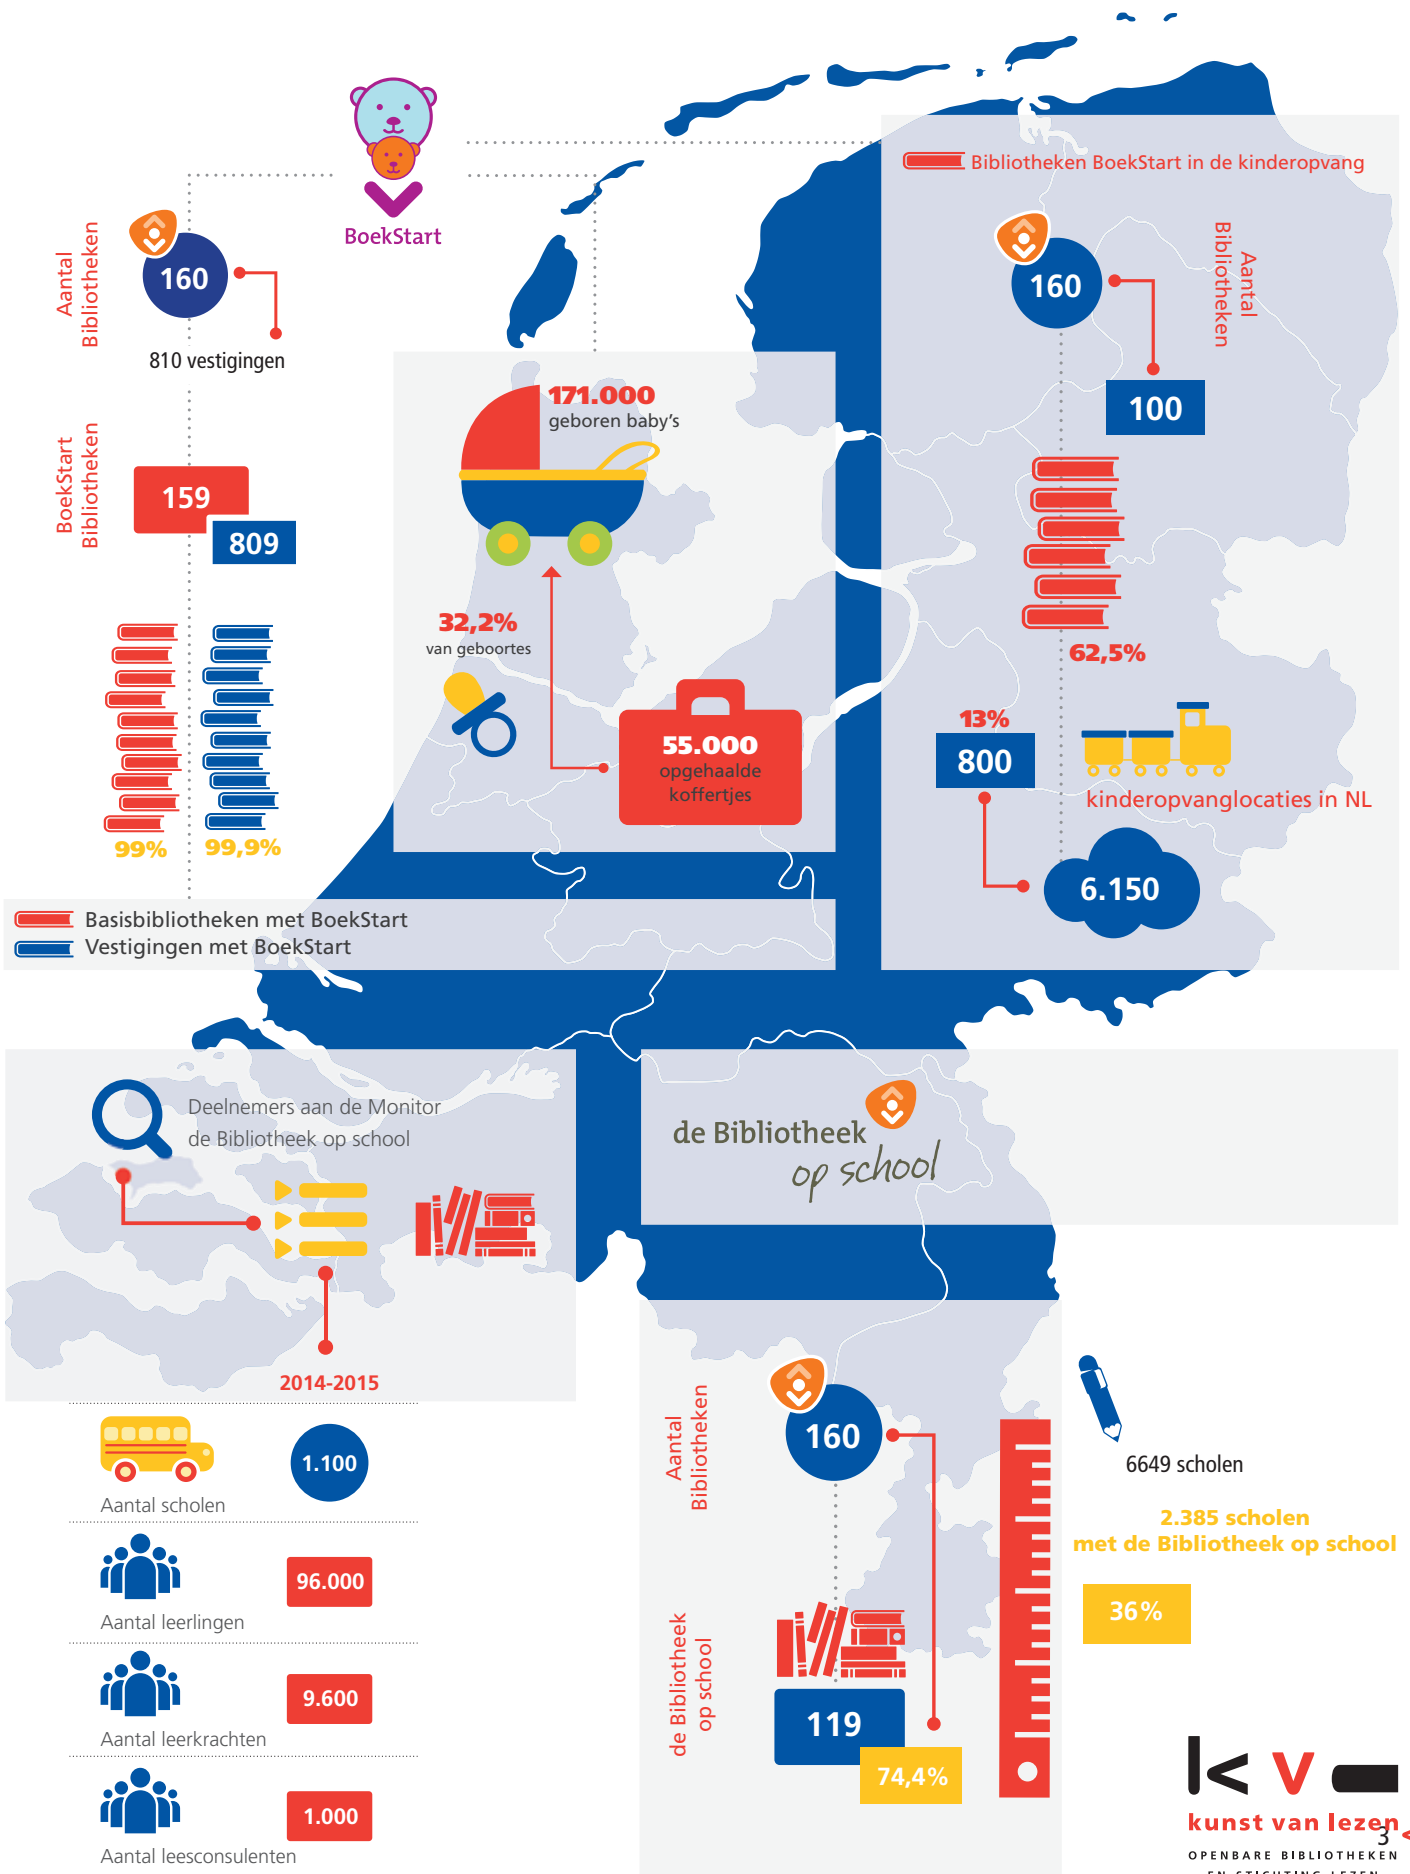 BoekStart
Aantal
Bibliotheken
160
810 vestigingen
BoekStart
Bibliotheken
159
809
99%
99,9%
Basisbibliotheken met BoekStart
Vestigingen met BoekStart
171.000
geboren baby's
32,2%
van geboortes
55.000
opgehaalde
koffertjes
Bibliotheken BoekStart in de kinderopvang
160
Aantal
Bibliotheken
100
62,5%
13%
800
kinderopvanglocaties in NL
6.150
Deelnemers aan de Monitor
de Bibliotheek op school
2014-2015
1.100
Aantal scholen
96.000
Aantal leerlingen
9.600
Aantal leerkrachten
1.000
Aantal leesconsulenten
de Bibliotheek
op school
Aantal
Bibliotheken
160
de Bibliotheek
op school
119
74,4%
6649 scholen
2.385 scholen
met de Bibliotheek op school
36%
kvl
kunst van lezen
3 <
OPENBARE BIBLIOTHEKEN
EN STICHTING LEZEN